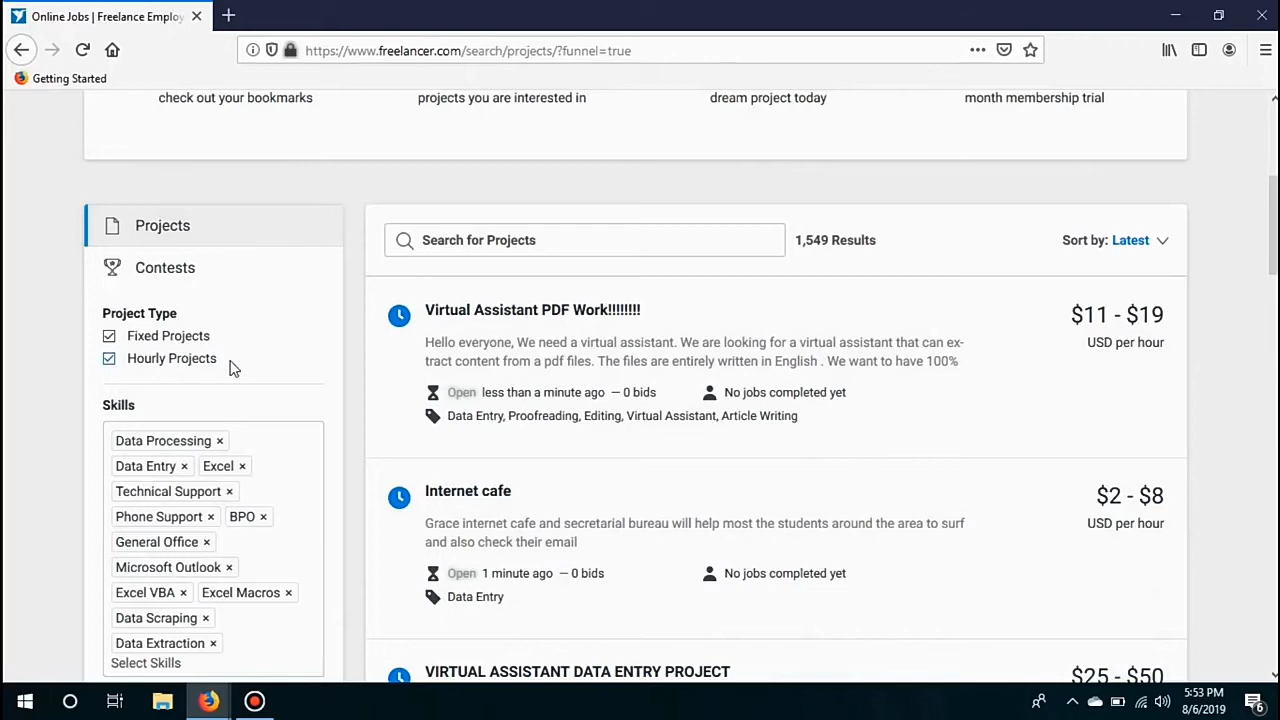 Online Jobs | Freelance Employ
https://www.freelancer.com/search/projects/?funnel=true
Getting Started
check out your bookmarks
projects you are interested in
dream project today
month membership trial
Projects
Contests
Project Type
Fixed Projects
Hourly Projects
Skills
Data Processing ×
Data Entry × Excel ×
Technical Support ×
Phone Support × BPO ×
General Office ×
Microsoft Outlook ×
Excel VBA × Excel Macros ×
Data Scraping ×
Data Extraction ×
Select Skills
Search for Projects
1,549 Results
Sort by: Latest
Virtual Assistant PDF Work!!!!!!!!
$11 - $19
USD per hour
Hello everyone, We need a virtual assistant. We are looking for a virtual assistant that can ex-
tract content from a pdf files. The files are entirely written in English . We want to have 100%
Open less than a minute ago — 0 bids
No jobs completed yet
Data Entry, Proofreading, Editing, Virtual Assistant, Article Writing
Internet cafe
$2 - $8
USD per hour
Grace internet cafe and secretarial bureau will help most the students around the area to surf
and also check their email
Open 1 minute ago — 0 bids
No jobs completed yet
Data Entry
VIRTUAL ASSISTANT DATA ENTRY PROJECT
$25 - $50
5:53 PM
8/6/2019
6